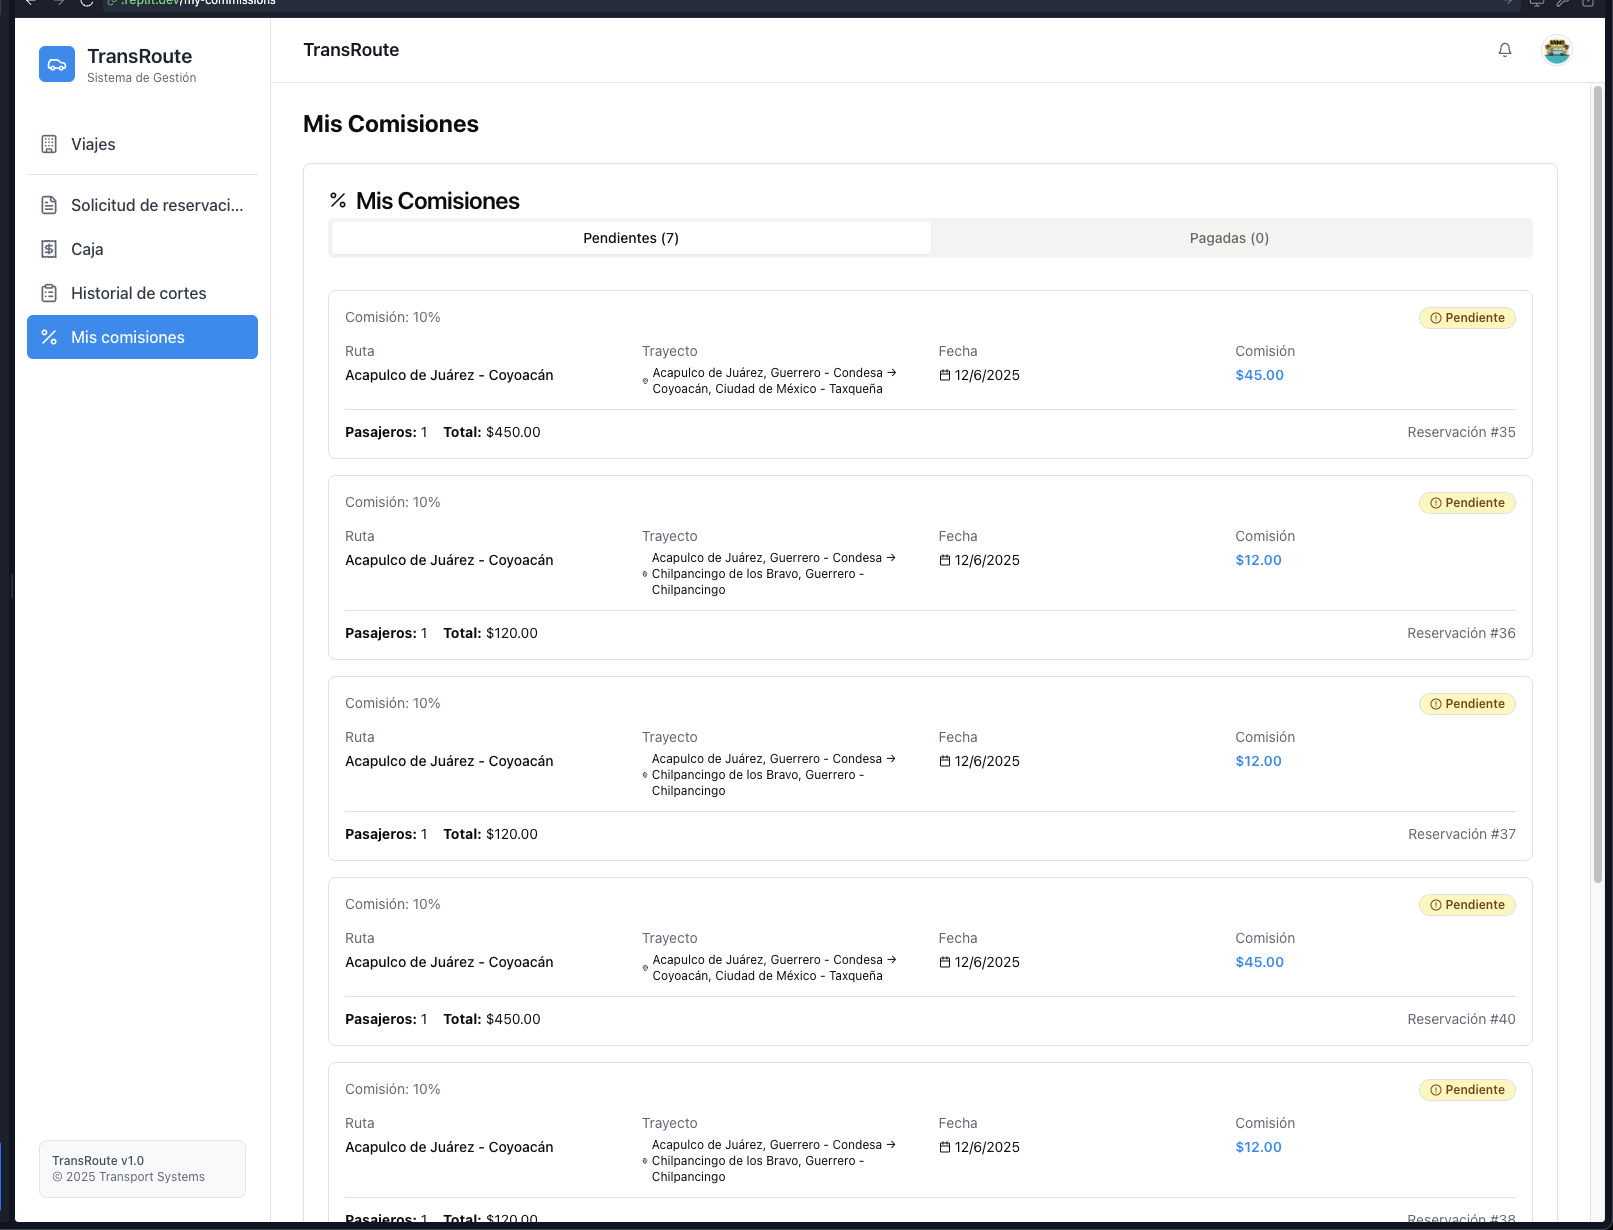 .replit.dev/my-commissions
TransRoute
Sistema de Gestión
TransRoute
Viajes
Solicitud de reservaci...
Caja
Historial de cortes
Mis comisiones
TransRoute v1.0
© 2025 Transport Systems
Mis Comisiones
Mis Comisiones
Pendientes (7)
Pagadas (0)
Comisión: 10%
Pendiente
Ruta
Acapulco de Juárez - Coyoacán
Trayecto
Acapulco de Juárez, Guerrero - Condesa →
Coyoacán, Ciudad de México - Taxqueña
Fecha
12/6/2025
Comisión
$45.00
Pasajeros: 1 Total: $450.00
Reservación #35
Comisión: 10%
Pendiente
Ruta
Acapulco de Juárez - Coyoacán
Trayecto
Acapulco de Juárez, Guerrero - Condesa →
Chilpancingo de los Bravo, Guerrero -
Chilpancingo
Fecha
12/6/2025
Comisión
$12.00
Pasajeros: 1 Total: $120.00
Reservación #36
Comisión: 10%
Pendiente
Ruta
Acapulco de Juárez - Coyoacán
Trayecto
Acapulco de Juárez, Guerrero - Condesa →
Chilpancingo de los Bravo, Guerrero -
Chilpancingo
Fecha
12/6/2025
Comisión
$12.00
Pasajeros: 1 Total: $120.00
Reservación #37
Comisión: 10%
Pendiente
Ruta
Acapulco de Juárez - Coyoacán
Trayecto
Acapulco de Juárez, Guerrero - Condesa →
Coyoacán, Ciudad de México - Taxqueña
Fecha
12/6/2025
Comisión
$45.00
Pasajeros: 1 Total: $450.00
Reservación #40
Comisión: 10%
Pendiente
Ruta
Acapulco de Juárez - Coyoacán
Trayecto
Acapulco de Juárez, Guerrero - Condesa →
Chilpancingo de los Bravo, Guerrero -
Chilpancingo
Fecha
12/6/2025
Comisión
$12.00
Pasajeros: 1 Total: $120.00
Reservación #38